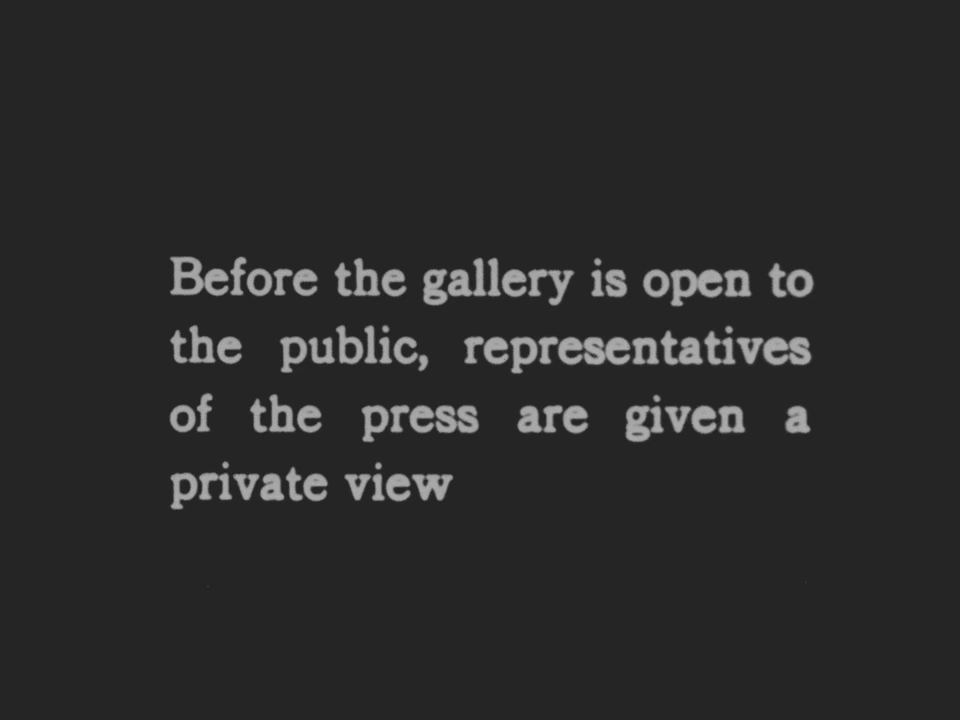 Before the gallery is open to
the public, representatives
of the press are given a
private view